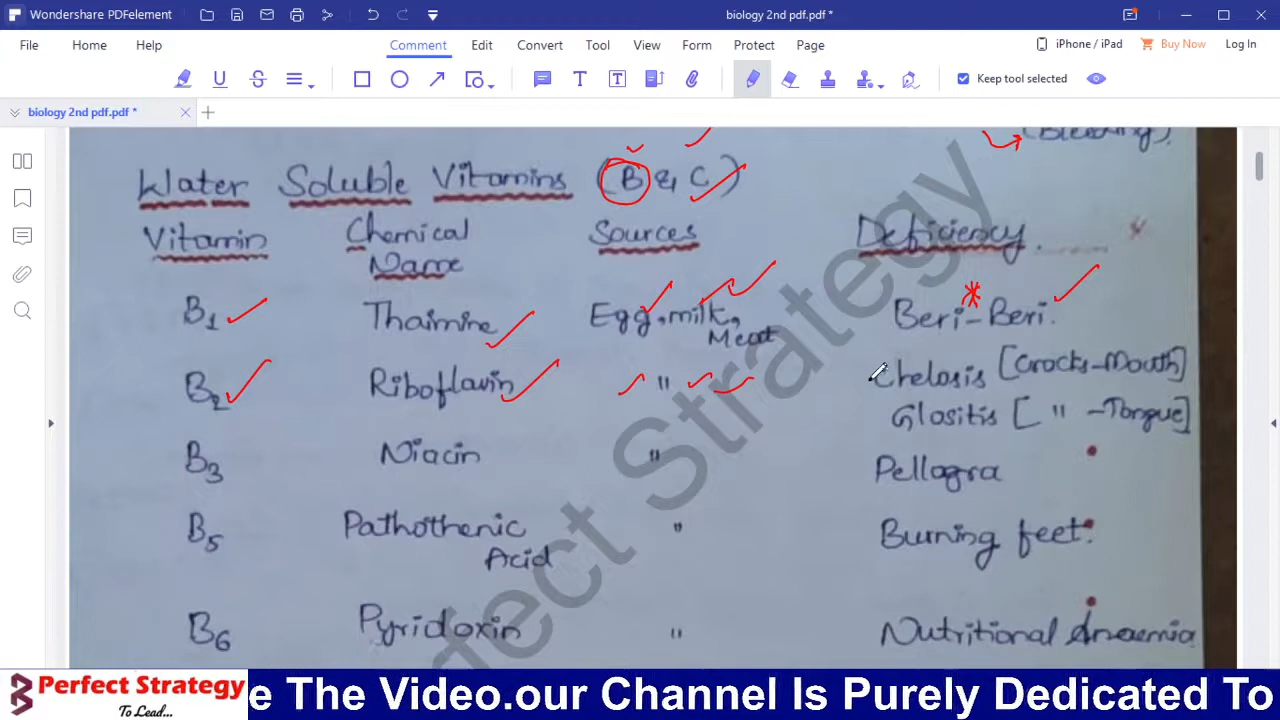 Wondershare PDFelement
biology 2nd pdf.pdf *
File Home Help Comment Edit Convert Tool View Form Protect Page iPhone / iPad Buy Now Log In
Keep tool selected
biology 2nd pdf.pdf *
(Bleeding).
Water Soluble Vitamins (B & C)
Vitamin Chemical Name Sources Deficiency.
B1 Thaimine Egg, milk, Meat Beri-Beri.
B2 Riboflavin " Chelosis [Cracks-Mouth]
Glositis [ " -Tongue]
B3 Niacin " Pellagra
B5 Pathothenic Acid " Burning feet.
B6 Pyridoxin " Nutritional Anaemia
Perfect Strategy
Perfect Strategy
To Lead...
e The Video.our Channel Is Purely Dedicated To